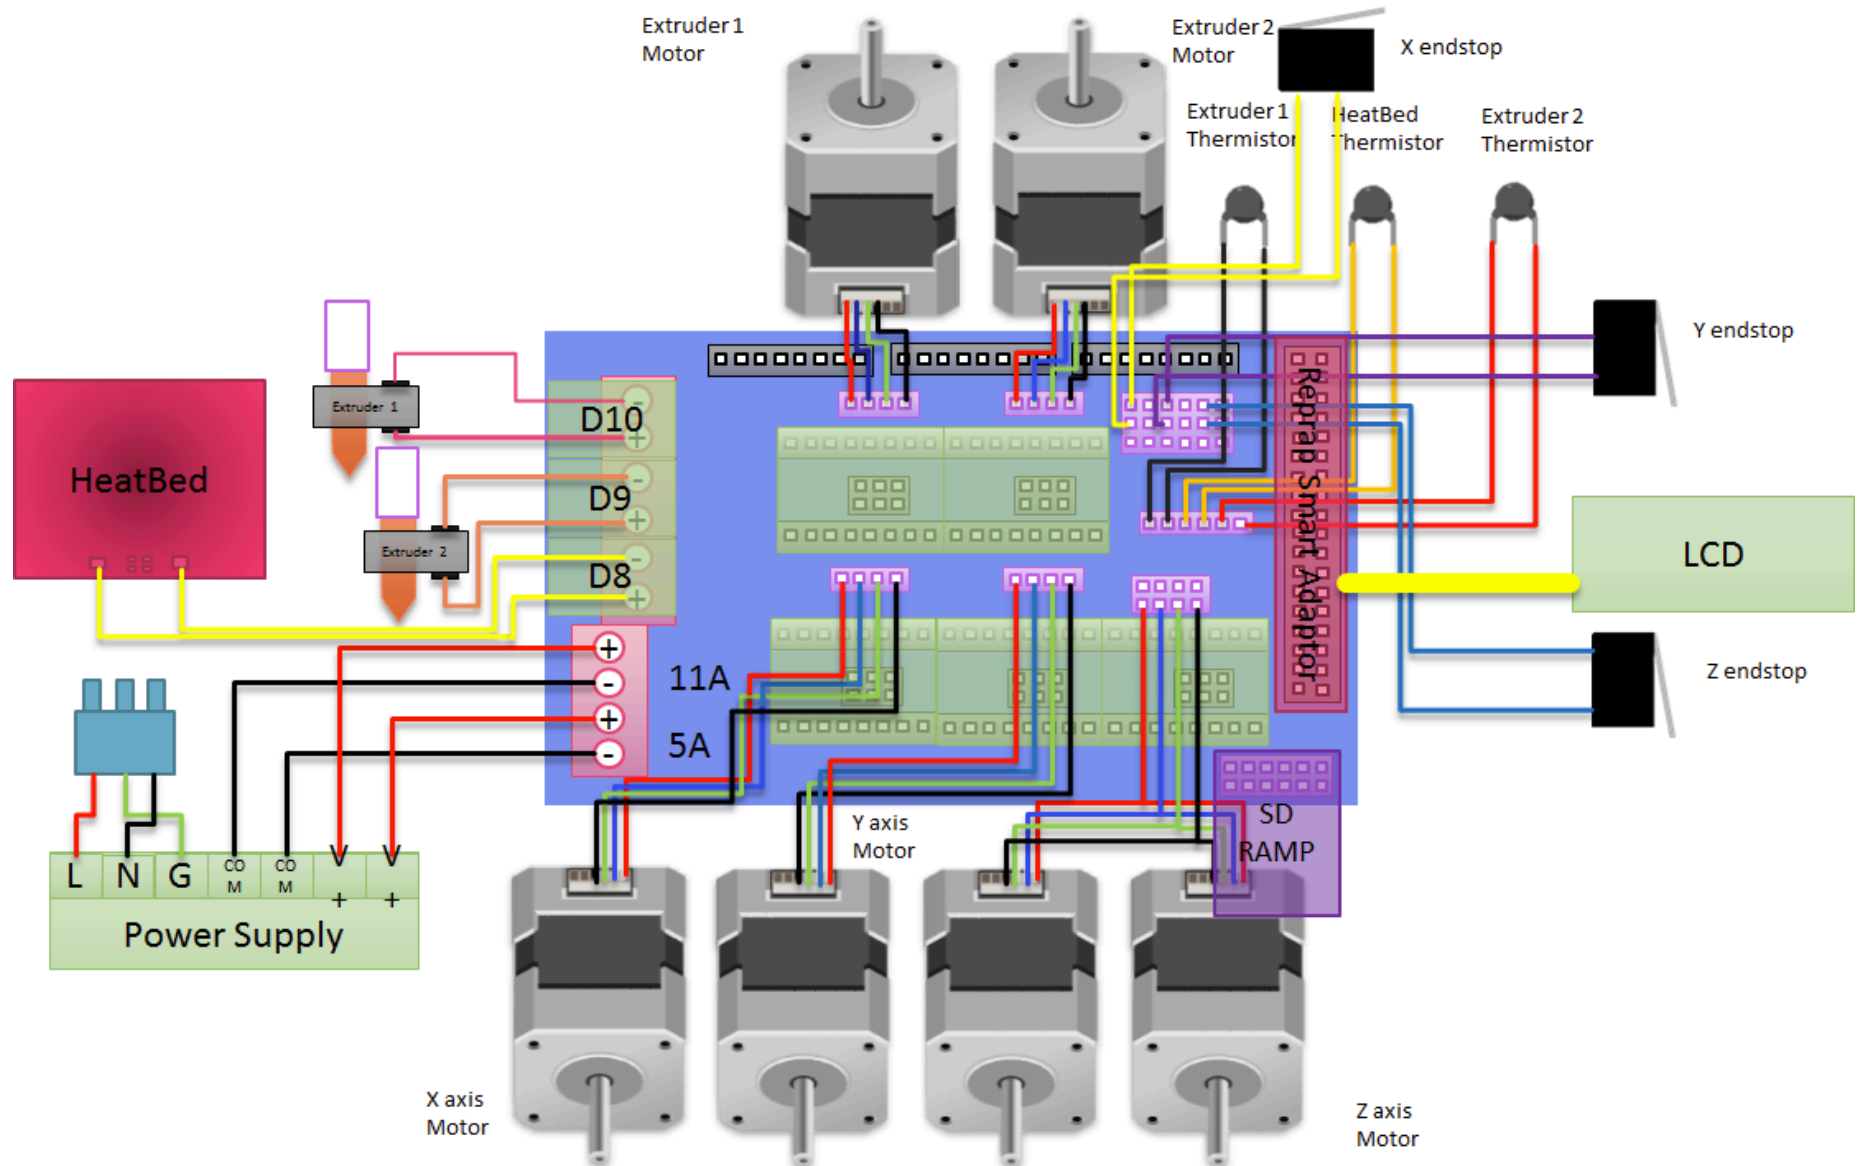 Extruder 1
Motor
Extruder 2
Motor
X endstop
Extruder 1
Thermistor
HeatBed
Thermistor
Extruder 2
Thermistor
Y endstop
Extruder 1
D10
-
+
HeatBed
D9
-
+
Extruder 2
D8
-
+
Reprap Smart Adaptor
LCD
+
11A
-
+
5A
-
Z endstop
SD
RAMP
Y axis
Motor
L
N
G
CO
M
CO
M
V
+
V
+
Power Supply
X axis
Motor
Z axis
Motor